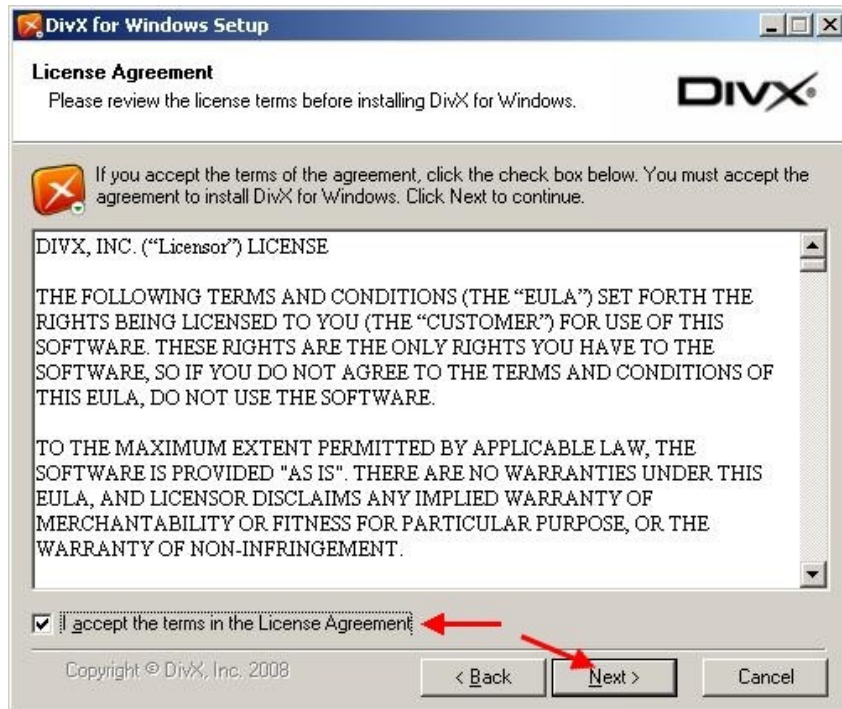 DivX for Windows Setup
License Agreement
Please review the license terms before installing DivX for Windows.
DIVX
If you accept the terms of the agreement, click the check box below. You must accept the
agreement to install DivX for Windows. Click Next to continue.
DIVX, INC. (“Licensor”) LICENSE
THE FOLLOWING TERMS AND CONDITIONS (THE “EULA”) SET FORTH THE
RIGHTS BEING LICENSED TO YOU (THE “CUSTOMER”) FOR USE OF THIS
SOFTWARE. THESE RIGHTS ARE THE ONLY RIGHTS YOU HAVE TO THE
SOFTWARE, SO IF YOU DO NOT AGREE TO THE TERMS AND CONDITIONS OF
THIS EULA, DO NOT USE THE SOFTWARE.
TO THE MAXIMUM EXTENT PERMITTED BY APPLICABLE LAW, THE
SOFTWARE IS PROVIDED "AS IS". THERE ARE NO WARRANTIES UNDER THIS
EULA, AND LICENSOR DISCLAIMS ANY IMPLIED WARRANTY OF
MERCHANTABILITY OR FITNESS FOR PARTICULAR PURPOSE, OR THE
WARRANTY OF NON-INFRINGEMENT.
I accept the terms in the License Agreement
Copyright © DivX, Inc. 2008
< Back
Next >
Cancel